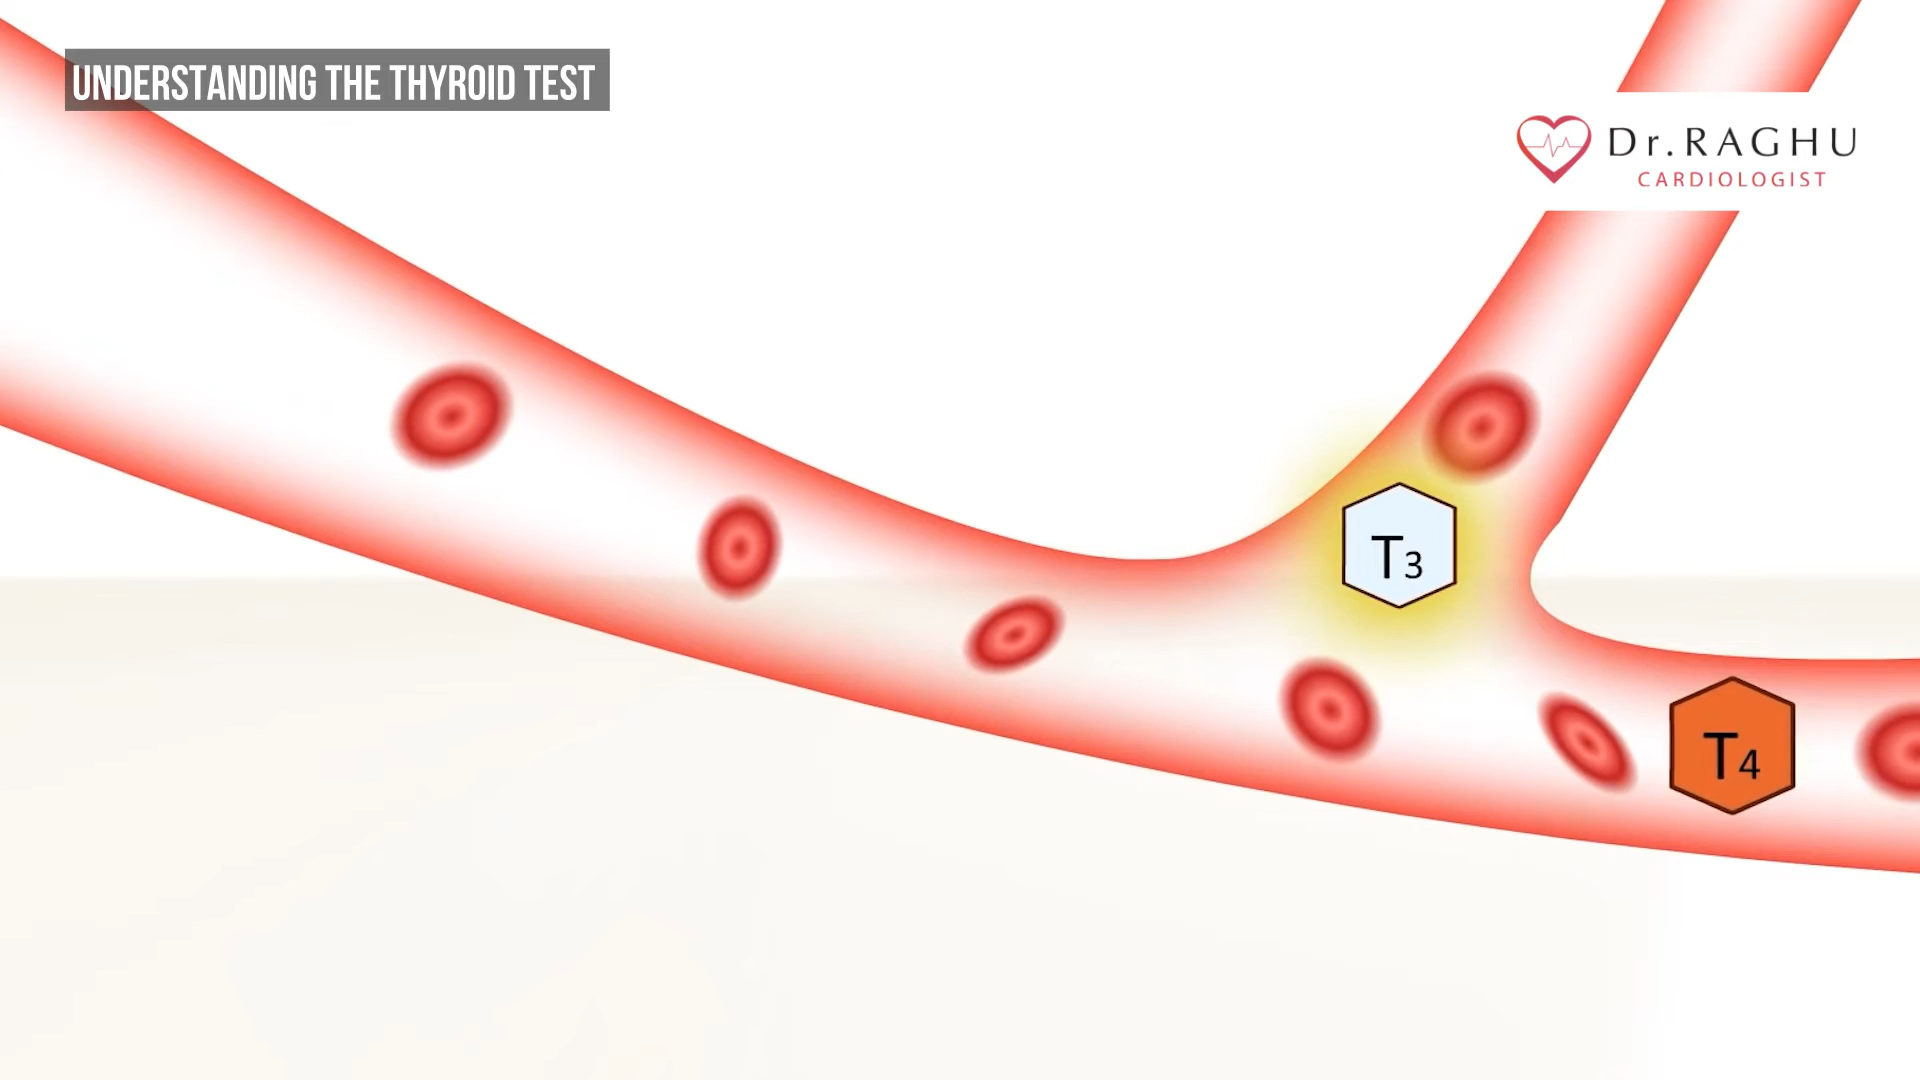 UNDERSTANDING THE THYROID TEST
Dr.RAGHU
CARDIOLOGIST
T3
T4